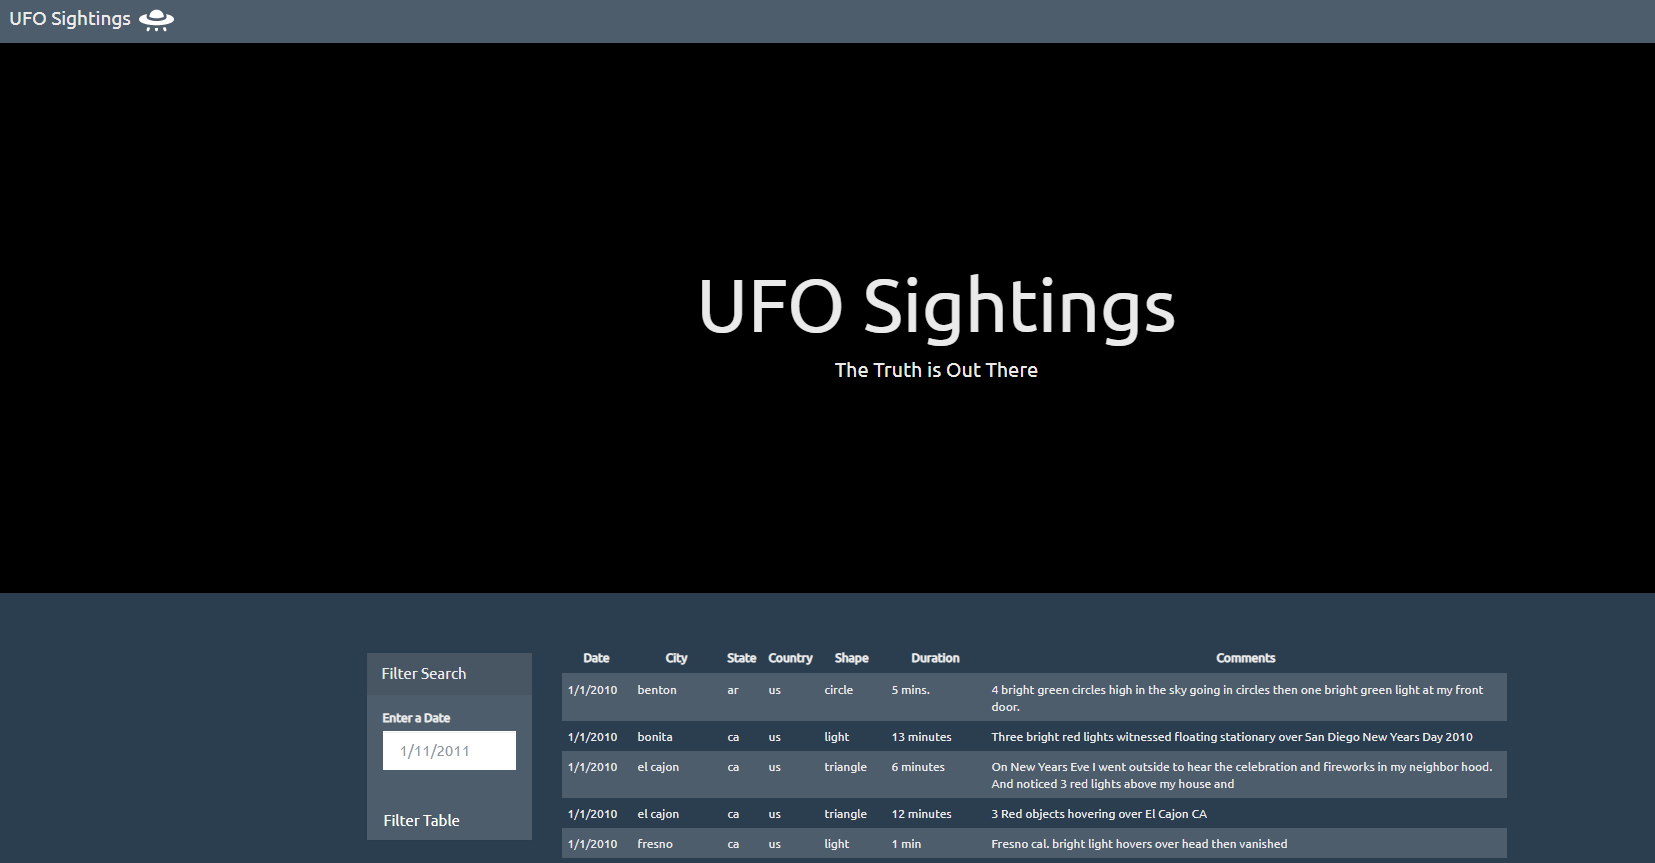 UFO Sightings
UFO Sightings
The Truth is Out There
Filter Search
Enter a Date
1/11/2011
Filter Table
Date City State Country Shape Duration Comments
1/1/2010 benton ar us circle 5 mins. 4 bright green circles high in the sky going in circles then one bright green light at my front
door.
1/1/2010 bonita ca us light 13 minutes Three bright red lights witnessed floating stationary over San Diego New Years Day 2010
1/1/2010 el cajon ca us triangle 6 minutes On New Years Eve I went outside to hear the celebration and fireworks in my neighbor hood.
And noticed 3 red lights above my house and
1/1/2010 el cajon ca us triangle 12 minutes 3 Red objects hovering over El Cajon CA
1/1/2010 fresno ca us light 1 min Fresno cal. bright light hovers over head then vanished